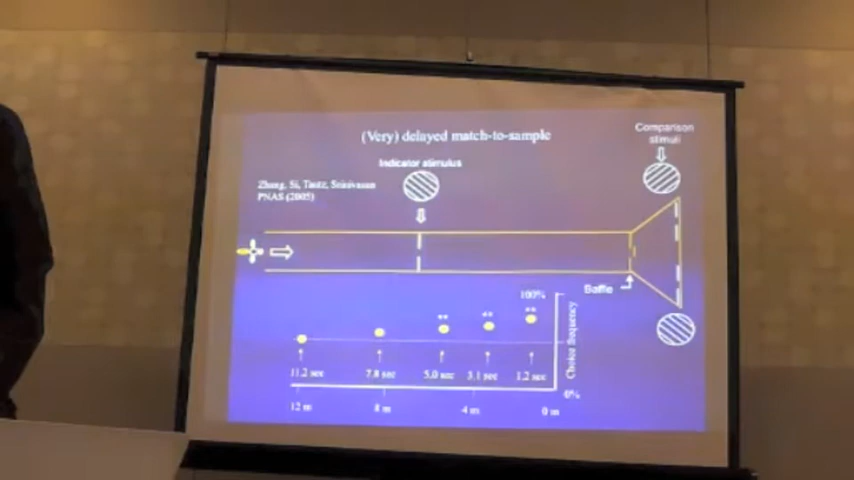 (Very) delayed match-to-sample
Comparison
stimuli
Indicator stimulus
Zhang, Si, Tautz, Srinivasan
PNAS (2005)
Baffle
100%
** ** **
Choice frequency
11.2 sec 7.8 sec 5.0 sec 3.1 sec 1.2 sec
0%
12 m 8 m 4 m 0 m